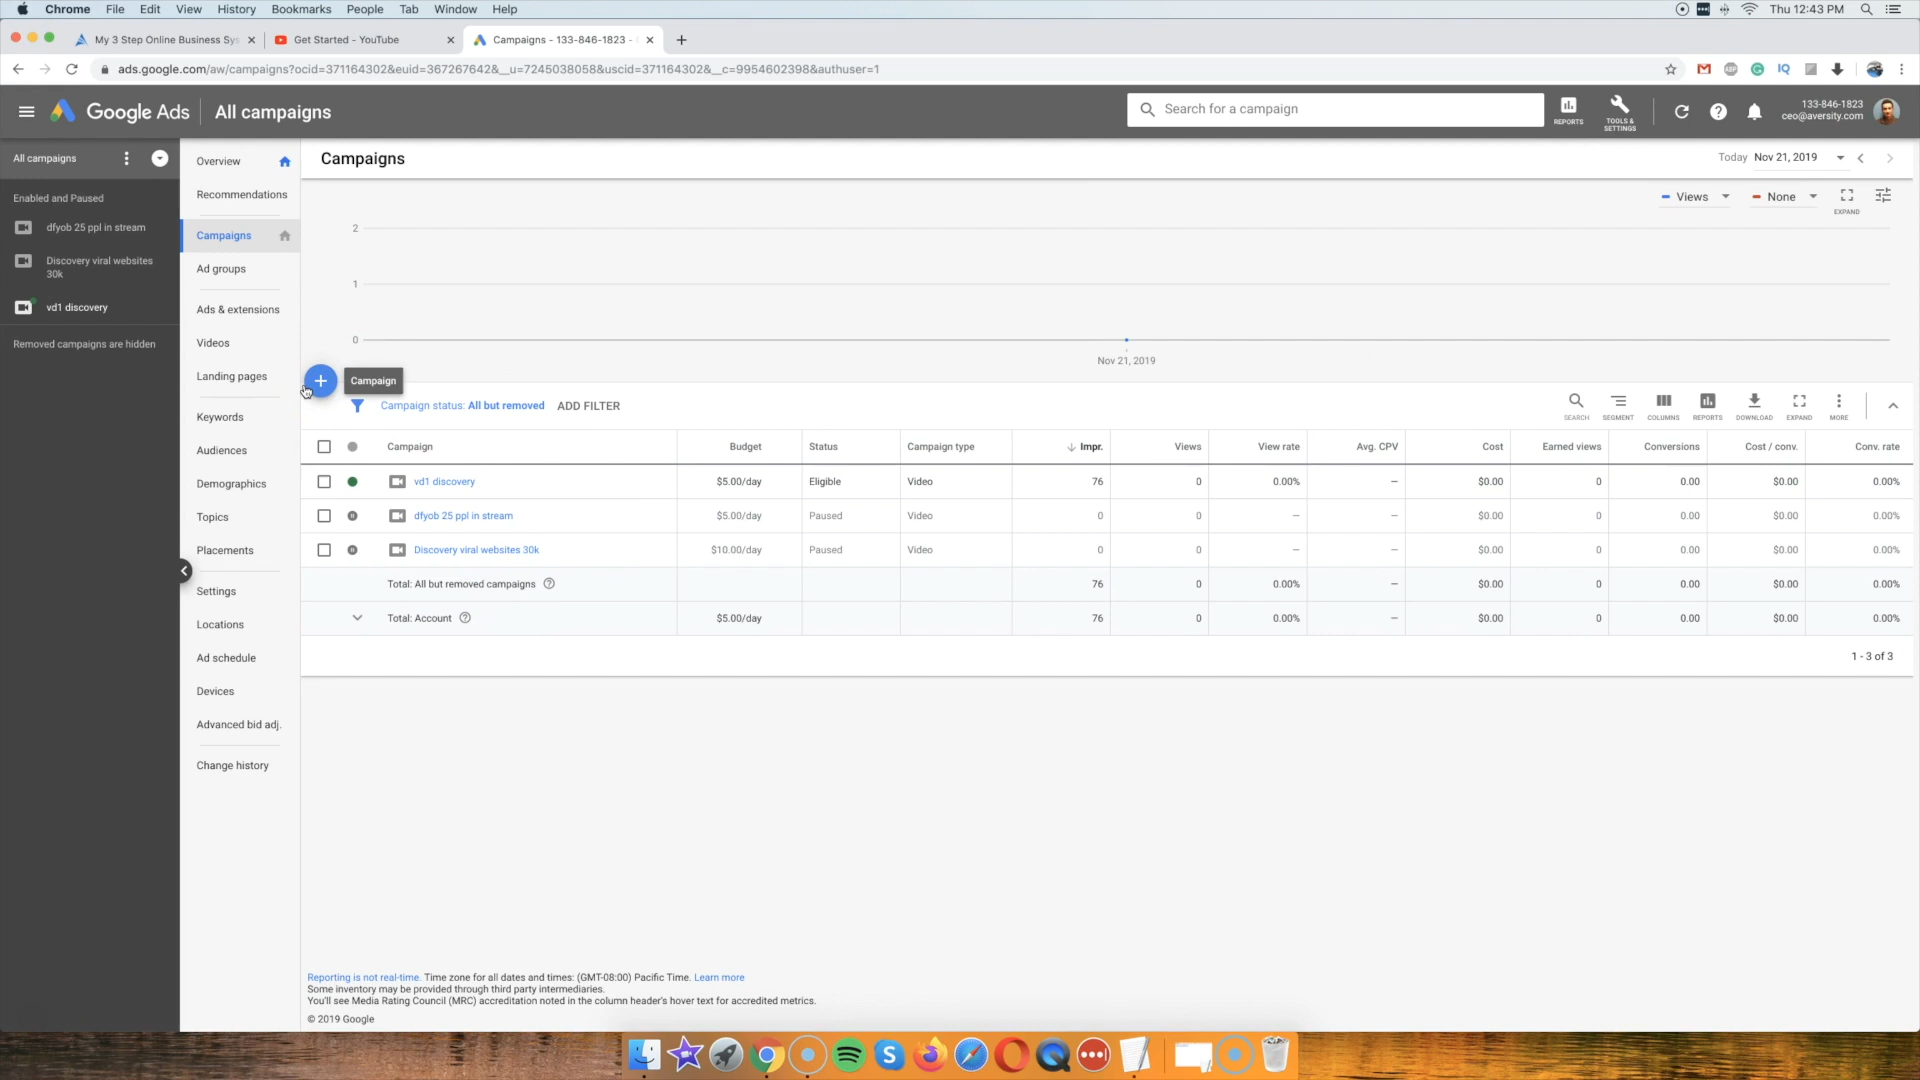 Chrome File Edit View History Bookmarks People Tab Window Help Thu 12:43 PM
My 3 Step Online Business Sys Get Started - YouTube Campaigns - 133-846-1823 -
ads.google.com/aw/campaigns?ocid=371164302&euid=367267642&__u=7245038058&uscid=371164302&__c=9954602398&authuser=1
Google Ads All campaigns Search for a campaign REPORTS TOOLS & SETTINGS 133-846-1823 ceo@aversity.com
All campaigns
Enabled and Paused
dfyob 25 ppl in stream
Discovery viral websites
30k
vd1 discovery
Removed campaigns are hidden
Overview
Recommendations
Campaigns
Ad groups
Ads & extensions
Videos
Landing pages
Keywords
Audiences
Demographics
Topics
Placements
Settings
Locations
Ad schedule
Devices
Advanced bid adj.
Change history
Campaigns Today Nov 21, 2019
Views None EXPAND
2
1
0
Nov 21, 2019
Campaign
Campaign status: All but removed ADD FILTER SEARCH SEGMENT COLUMNS REPORTS DOWNLOAD EXPAND MORE
Campaign Budget Status Campaign type Impr. Views View rate Avg. CPV Cost Earned views Conversions Cost / conv. Conv. rate
vd1 discovery $5.00/day Eligible Video 76 0 0.00% — $0.00 0 0.00 $0.00 0.00%
dfyob 25 ppl in stream $5.00/day Paused Video 0 0 — — $0.00 0 0.00 $0.00 0.00%
Discovery viral websites 30k $10.00/day Paused Video 0 0 — — $0.00 0 0.00 $0.00 0.00%
Total: All but removed campaigns 76 0 0.00% — $0.00 0 0.00 $0.00 0.00%
Total: Account $5.00/day 76 0 0.00% — $0.00 0 0.00 $0.00 0.00%
1 - 3 of 3
Reporting is not real-time. Time zone for all dates and times: (GMT-08:00) Pacific Time. Learn more
Some inventory may be provided through third party intermediaries.
You'll see Media Rating Council (MRC) accreditation noted in the column header's hover text for accredited metrics.
© 2019 Google